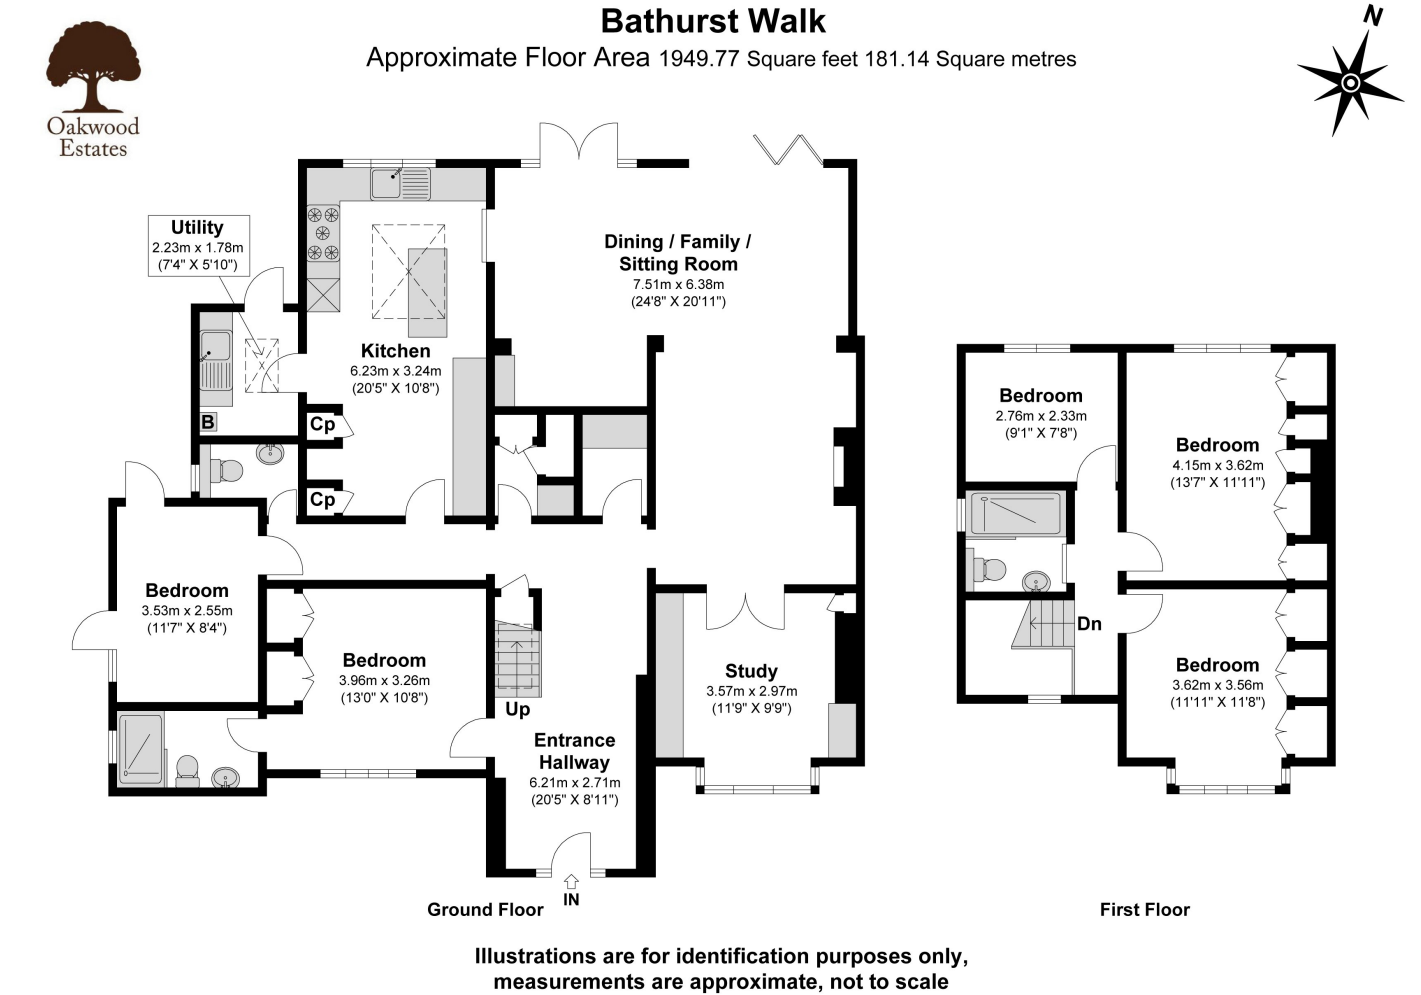 Bathurst Walk
Approximate Floor Area 1949.77 Square feet 181.14 Square metres
N
Oakwood
Estates
Utility
2.23m x 1.78m
(7'4" X 5'10")
Dining / Family /
Sitting Room
7.51m x 6.38m
(24'8" X 20'11")
Kitchen
6.23m x 3.24m
(20'5" X 10'8")
B
Cp
Cp
Bedroom
3.53m x 2.55m
(11'7" X 8'4")
Bedroom
3.96m x 3.26m
(13'0" X 10'8")
Up
Entrance
Hallway
6.21m x 2.71m
(20'5" X 8'11")
Study
3.57m x 2.97m
(11'9" X 9'9")
IN
Ground Floor
Bedroom
2.76m x 2.33m
(9'1" X 7'8")
Bedroom
4.15m x 3.62m
(13'7" X 11'11")
Dn
Bedroom
3.62m x 3.56m
(11'11" X 11'8")
First Floor
Illustrations are for identification purposes only,
measurements are approximate, not to scale